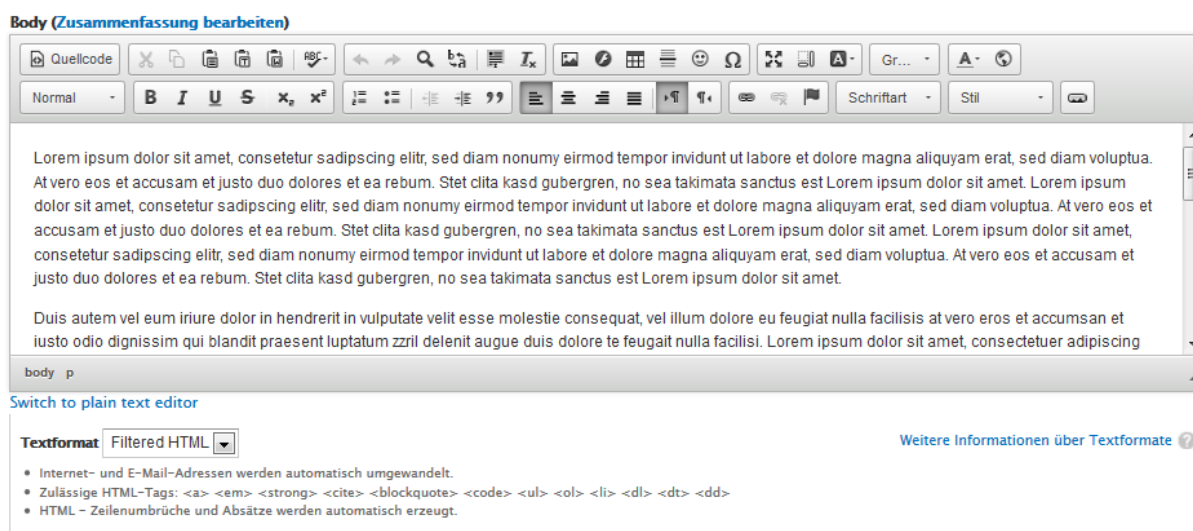 Body (Zusammenfassung bearbeiten)
Quellcode ABC Gr... A
Normal B I U S x₂ x² Schriftart Stil
Lorem ipsum dolor sit amet, consetetur sadipscing elitr, sed diam nonumy eirmod tempor invidunt ut labore et dolore magna aliquyam erat, sed diam voluptua.
At vero eos et accusam et justo duo dolores et ea rebum. Stet clita kasd gubergren, no sea takimata sanctus est Lorem ipsum dolor sit amet. Lorem ipsum
dolor sit amet, consetetur sadipscing elitr, sed diam nonumy eirmod tempor invidunt ut labore et dolore magna aliquyam erat, sed diam voluptua. At vero eos et
accusam et justo duo dolores et ea rebum. Stet clita kasd gubergren, no sea takimata sanctus est Lorem ipsum dolor sit amet. Lorem ipsum dolor sit amet,
consetetur sadipscing elitr, sed diam nonumy eirmod tempor invidunt ut labore et dolore magna aliquyam erat, sed diam voluptua. At vero eos et accusam et
justo duo dolores et ea rebum. Stet clita kasd gubergren, no sea takimata sanctus est Lorem ipsum dolor sit amet.
Duis autem vel eum iriure dolor in hendrerit in vulputate velit esse molestie consequat, vel illum dolore eu feugiat nulla facilisis at vero eros et accumsan et
iusto odio dignissim qui blandit praesent luptatum zzril delenit augue duis dolore te feugait nulla facilisi. Lorem ipsum dolor sit amet, consectetuer adipiscing
body p
Switch to plain text editor
Textformat Filtered HTML Weitere Informationen über Textformate
• Internet- und E-Mail-Adressen werden automatisch umgewandelt.
• Zulässige HTML-Tags: <a> <em> <strong> <cite> <blockquote> <code> <ul> <ol> <li> <dl> <dt> <dd>
• HTML - Zeilenumbrüche und Absätze werden automatisch erzeugt.